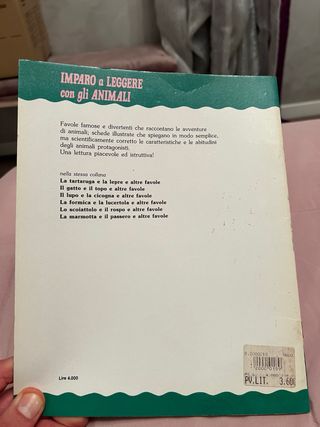 IMPARO a LEGGERE
con gli ANIMALI
Favole famose e divertenti che raccontano le avventure
di animali; schede illustrate che spiegano in modo semplice,
ma scientificamente corretto le caratteristiche e le abitudini
degli animali protagonisti.
Una lettura piacevole ed istruttiva!
nella stessa collana
La tartaruga e la lepre e altre favole
Il gatto e il topo e altre favole
Il lupo e la cicogna e altre favole
La formica e la lucertola e altre favole
Lo scoiattolo e il rospo e altre favole
La marmotta e il passero e altre favole
Lire 4.000
PV.LIT. 3.60